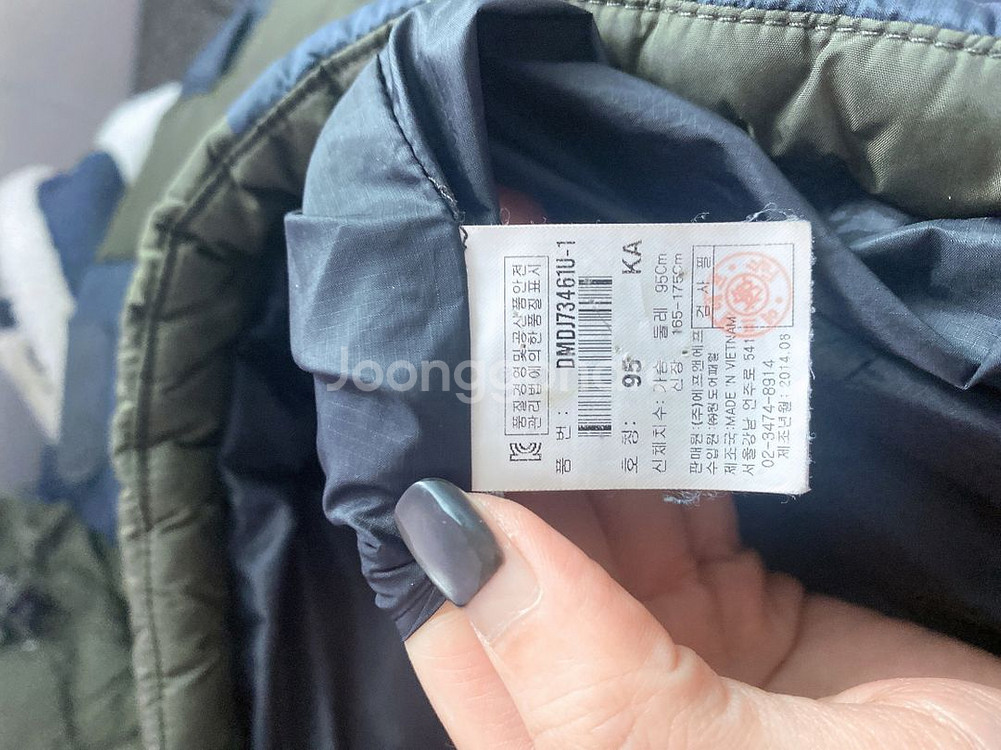 품질경영및공산품안전
관리법에의한품질표시
품 번: DMDJ73461U-1
호 칭: 95 KA
신체치수: 가슴 둘레 95Cm
신장 165-175Cm
판매원:(주)에프앤에프
수입원:㈜원도어패럴
제조국:MADE IN VIETNAM
서울강남 언주로 541
02-3474-8914
제조년월:2014.08
검 사 필